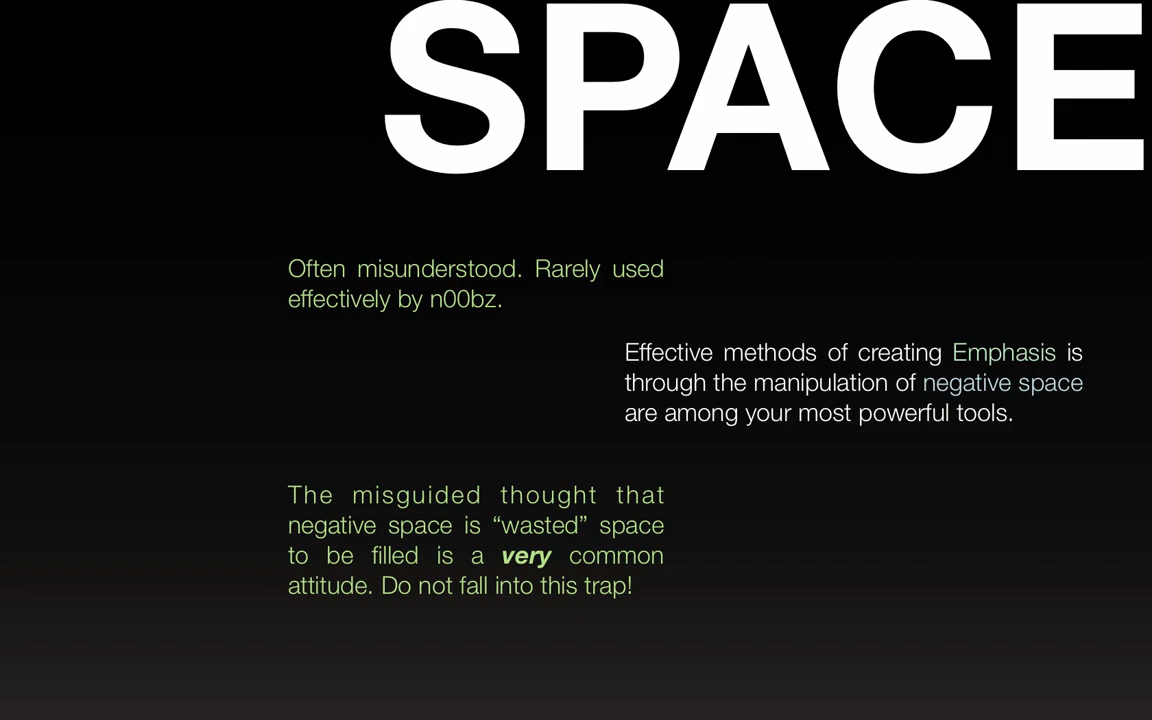 SPACE
Often misunderstood. Rarely used
effectively by n00bz.
Effective methods of creating Emphasis is
through the manipulation of negative space
are among your most powerful tools.
The misguided thought that
negative space is “wasted” space
to be filled is a very common
attitude. Do not fall into this trap!